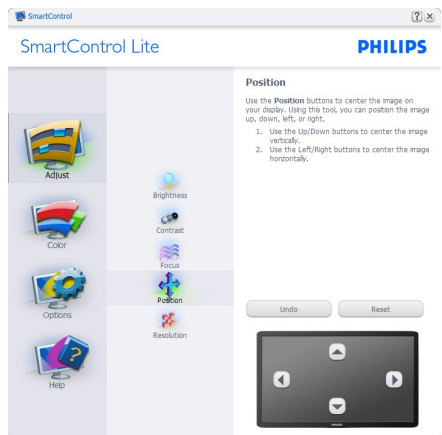 SmartControl
SmartControl Lite
PHILIPS
Adjust
Color
Options
Help
Brightness
Contrast
Focus
Position
Resolution
Position
Use the Position buttons to center the image on
your display. Using this tool, you can position the image
up, down, left, or right.
1. Use the Up/Down buttons to center the image
vertically.
2. Use the Left/Right buttons to center the image
horizontally.
Undo
Reset
PHILIPS